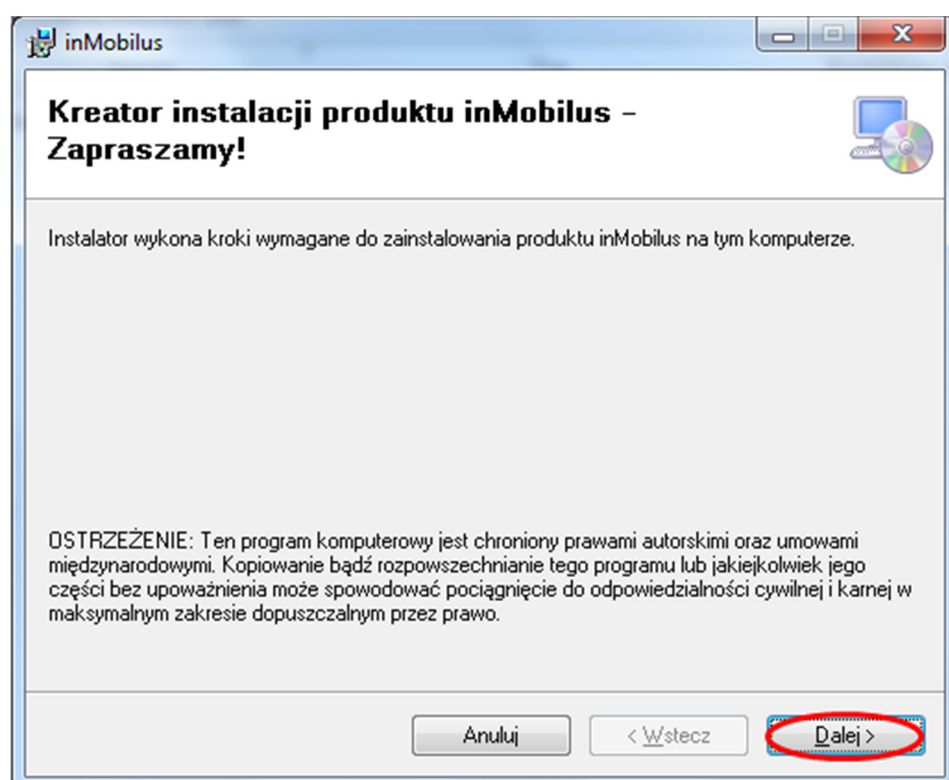 inMobilus
Kreator instalacji produktu inMobilus –
Zapraszamy!
Instalator wykona kroki wymagane do zainstalowania produktu inMobilus na tym komputerze.
OSTRZEŻENIE: Ten program komputerowy jest chroniony prawami autorskimi oraz umowami
międzynarodowymi. Kopiowanie bądź rozpowszechnianie tego programu lub jakiejkolwiek jego
części bez upoważnienia może spowodować pociągnięcie do odpowiedzialności cywilnej i karnej w
maksymalnym zakresie dopuszczalnym przez prawo.
Anuluj < Wstecz Dalej >